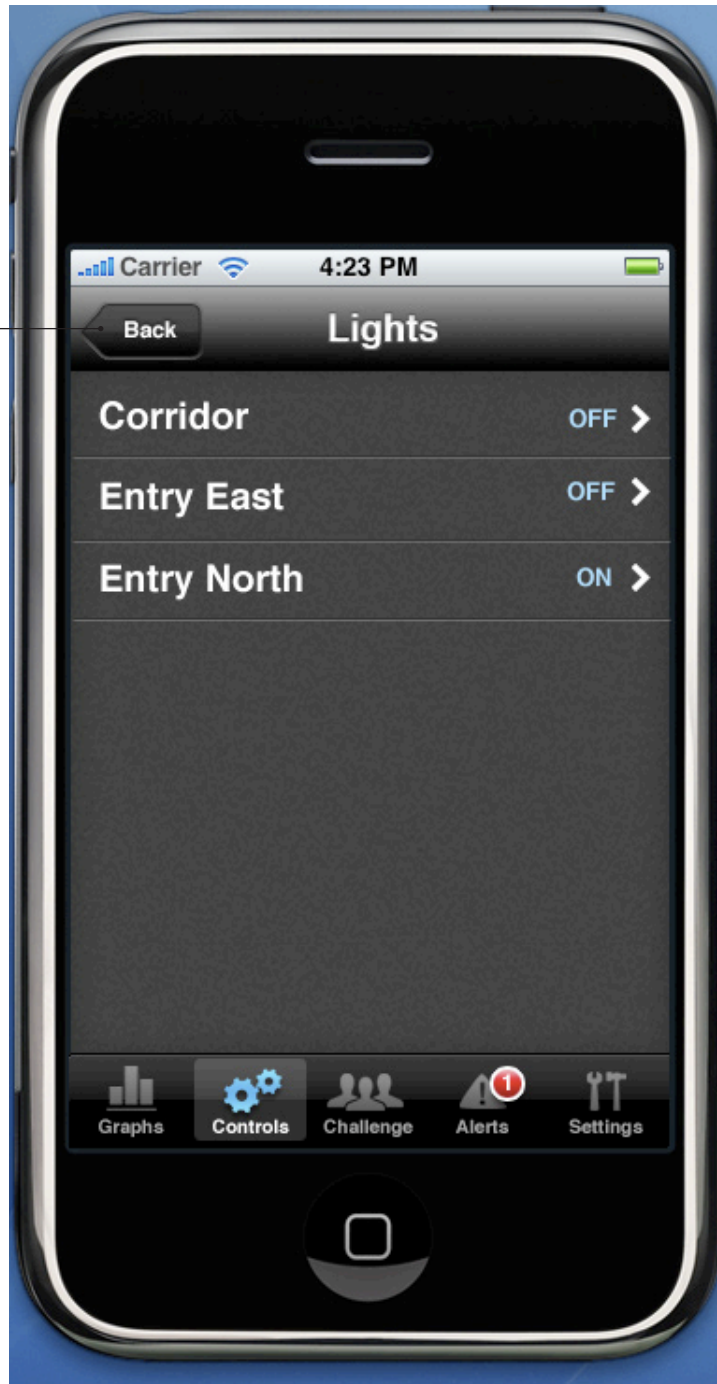 Carrier 4:23 PM
Back Lights
Corridor OFF
Entry East OFF
Entry North ON
1
Graphs Controls Challenge Alerts Settings